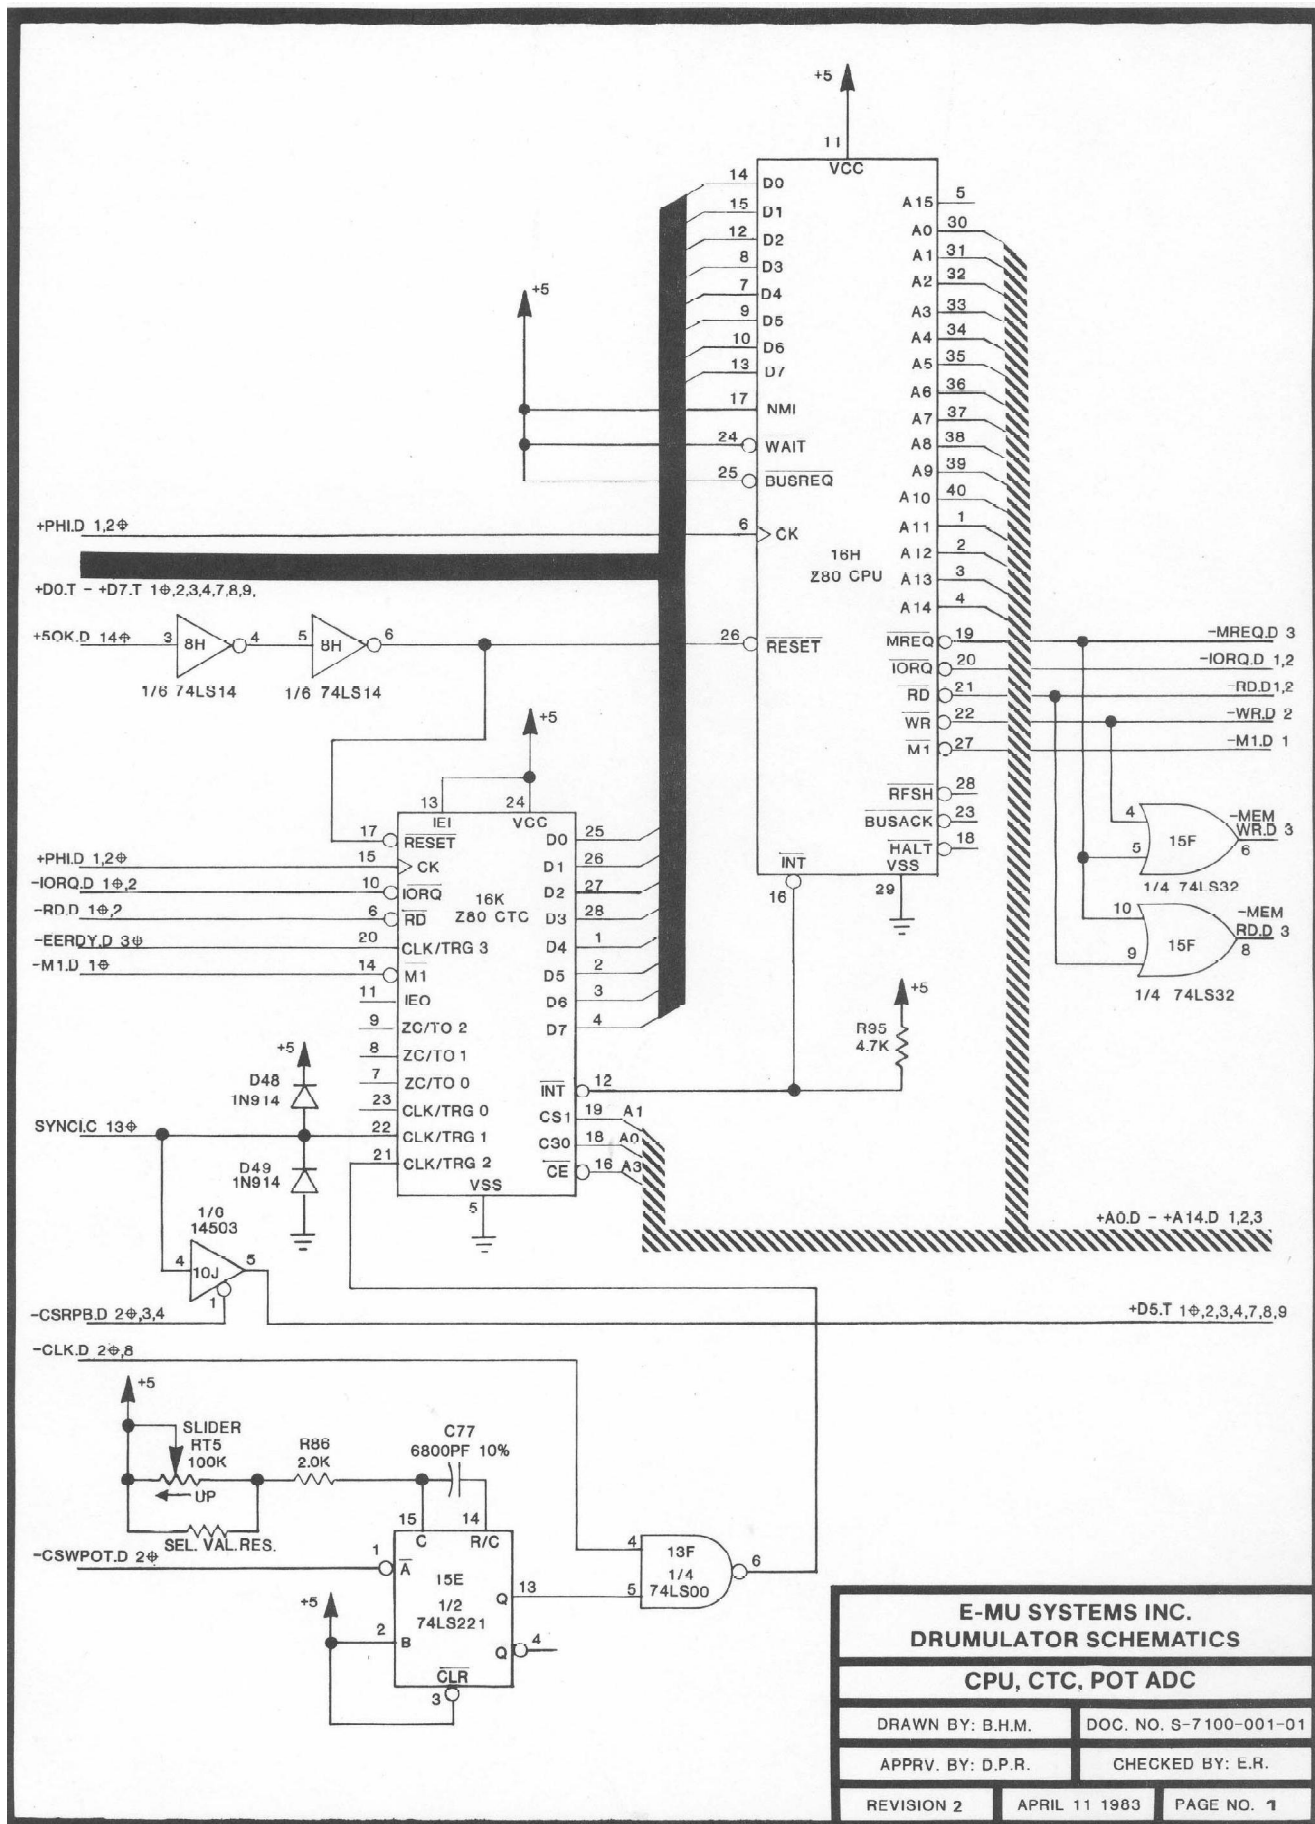 +5
11
VCC
14 D0
15 D1
12 D2
8 D3
7 D4
9 D5
10 D6
13 D7
17 NMI
24 WAIT
25 BUSREQ
+5
A15 5
A0 30
A1 31
A2 32
A3 33
A4 34
A5 35
A6 36
A7 37
A8 38
A9 39
A10 40
A11 1
A12 2
A13 3
A14 4
+PHI.D 1,2⌖
6 CK
16H
Z80 CPU
+D0.T - +D7.T 1⌖,2,3,4,7,8,9,
+5OK.D 14⌖
3 8H 4
5 8H 6
1/6 74LS14
1/6 74LS14
26 RESET
MREQ 19
-MREQ.D 3
IORQ 20
-IORQ.D 1,2
RD 21
-RD.D 1,2
WR 22
-WR.D 2
M1 27
-M1.D 1
RFSH 28
BUSACK 23
HALT 18
INT
16
VSS
29
4
5
15F
-MEM
WR.D 3
6
1/4 74LS32
10
9
15F
-MEM
RD.D 3
8
1/4 74LS32
+5
13
IEI
24
VCC
17 RESET
+PHI.D 1,2⌖
15 CK
-IORQ.D 1⌖,2
10 IORQ
-RD.D 1⌖,2
6 RD
-EERDY.D 3⌖
20 CLK/TRG 3
-M1.D 1⌖
14 M1
11 IEO
9 ZC/TO 2
8 ZC/TO 1
7 ZC/TO 0
23 CLK/TRG 0
22 CLK/TRG 1
21 CLK/TRG 2
16K
Z80 CTC
D0 25
D1 26
D2 27
D3 28
D4 1
D5 2
D6 3
D7 4
INT 12
CS1 19 A1
CS0 18 A0
CE 16 A3
VSS
5
+5
R95
4.7K
+5
D48
1N914
SYNCI.C 13⌖
D49
1N914
1/6
14503
4 10J 5
1
+A0.D - +A14.D 1,2,3
-CSRPB.D 2⌖,3,4
+D5.T 1⌖,2,3,4,7,8,9
-CLK.D 2⌖,8
+5
SLIDER
RT5
100K
UP
SEL. VAL.RES.
R86
2.0K
C77
6800PF 10%
15
C
14
R/C
-CSWPOT.D 2⌖
1 A
15E
1/2
74LS221
Q 13
Q 4
+5
2 B
CLR
3
4
5
13F
1/4
74LS00
6
E-MU SYSTEMS INC.
DRUMULATOR SCHEMATICS
CPU, CTC, POT ADC
DRAWN BY: B.H.M.
DOC. NO. S-7100-001-01
APPRV. BY: D.P.R.
CHECKED BY: E.R.
REVISION 2
APRIL 11 1983
PAGE NO. 1